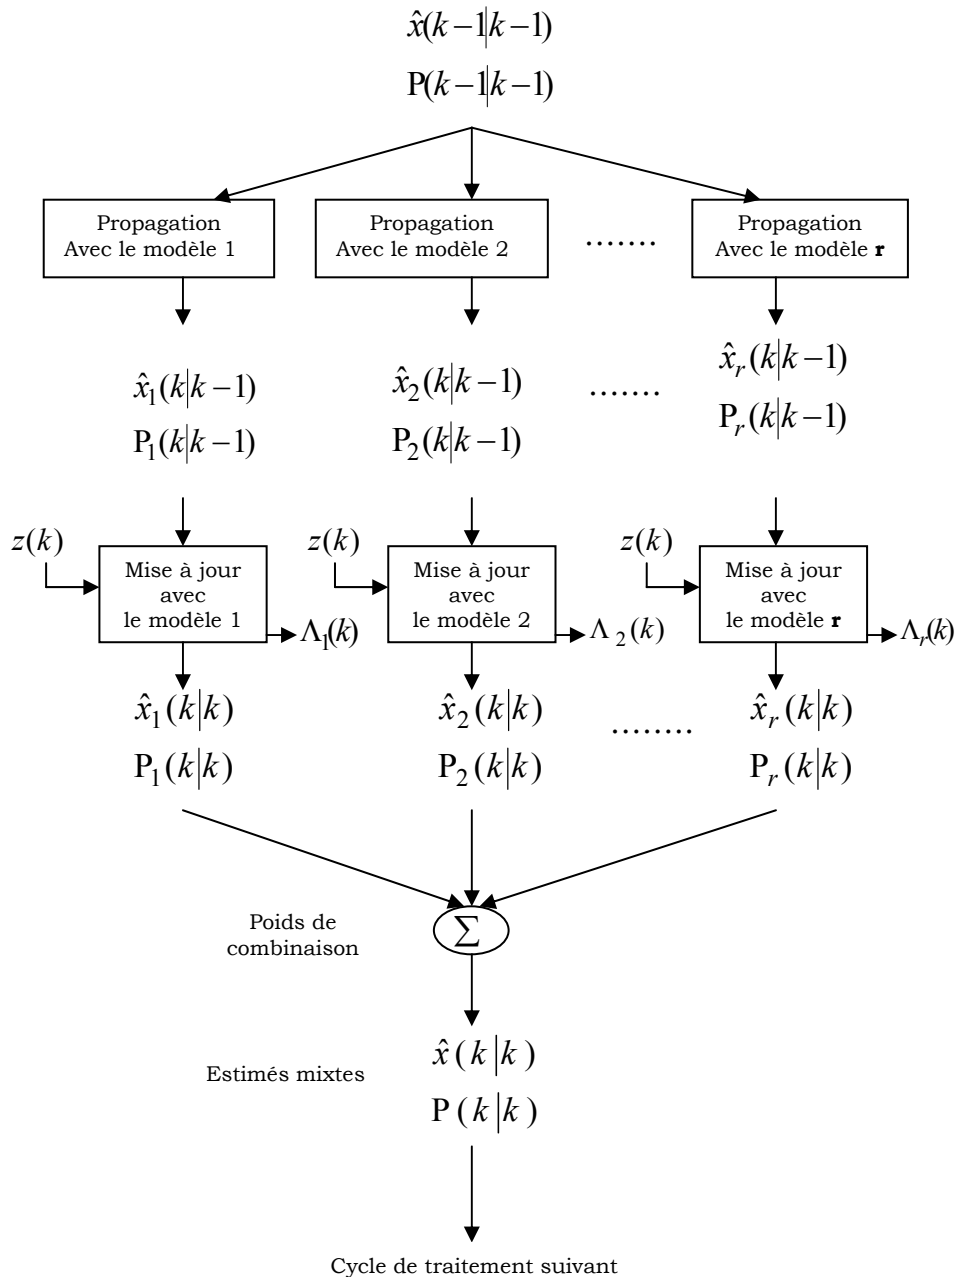 x̂(k−1|k−1)
P(k−1|k−1)
Propagation
Avec le modèle 1
Propagation
Avec le modèle 2
.......
Propagation
Avec le modèle r
x̂₁(k|k−1)
P₁(k|k−1)
x̂₂(k|k−1)
P₂(k|k−1)
.......
x̂ᵣ(k|k−1)
Pᵣ(k|k−1)
z(k)
Mise à jour
avec
le modèle 1
Λ₁(k)
z(k)
Mise à jour
avec
le modèle 2
Λ₂(k)
z(k)
Mise à jour
avec
le modèle r
Λᵣ(k)
x̂₁(k|k)
P₁(k|k)
x̂₂(k|k)
P₂(k|k)
........
x̂ᵣ(k|k)
Pᵣ(k|k)
Poids de
combinaison
Σ
Estimés mixtes
x̂(k|k)
P(k|k)
Cycle de traitement suivant